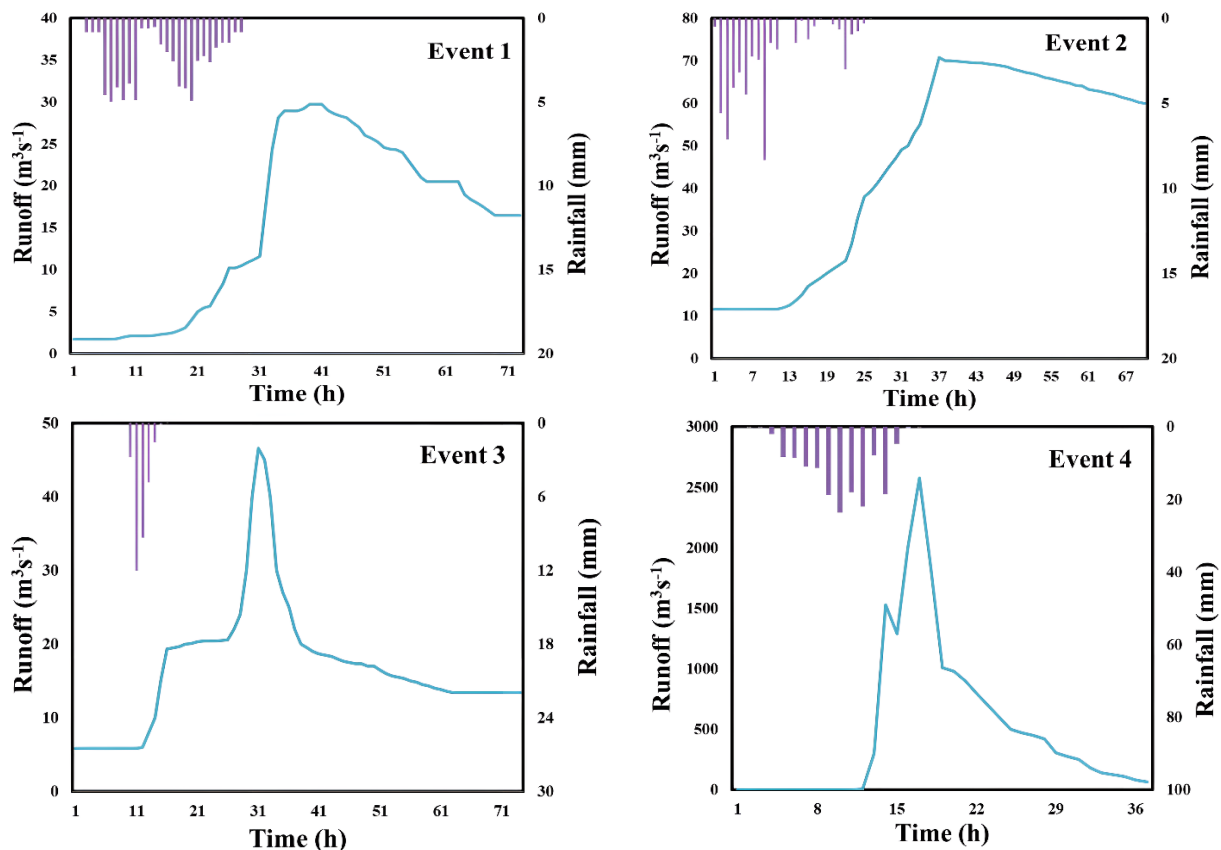 Event 1
Runoff (m³s⁻¹)
40
35
30
25
20
15
10
5
0
0
5
10
15
20
Rainfall (mm)
1 11 21 31 41 51 61 71
Time (h)
Event 2
Runoff (m³s⁻¹)
80
70
60
50
40
30
20
10
0
0
5
10
15
20
Rainfall (mm)
1 7 13 19 25 31 37 43 49 55 61 67
Time (h)
Event 3
Runoff (m³s⁻¹)
50
40
30
20
10
0
0
6
12
18
24
30
Rainfall (mm)
1 11 21 31 41 51 61 71
Time (h)
Event 4
Runoff (m³s⁻¹)
3000
2500
2000
1500
1000
500
0
0
20
40
60
80
100
Rainfall (mm)
1 8 15 22 29 36
Time (h)